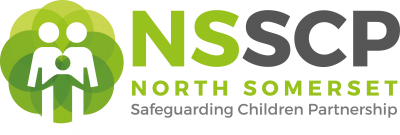 NSSCP
NORTH SOMERSET
Safeguarding Children Partnership